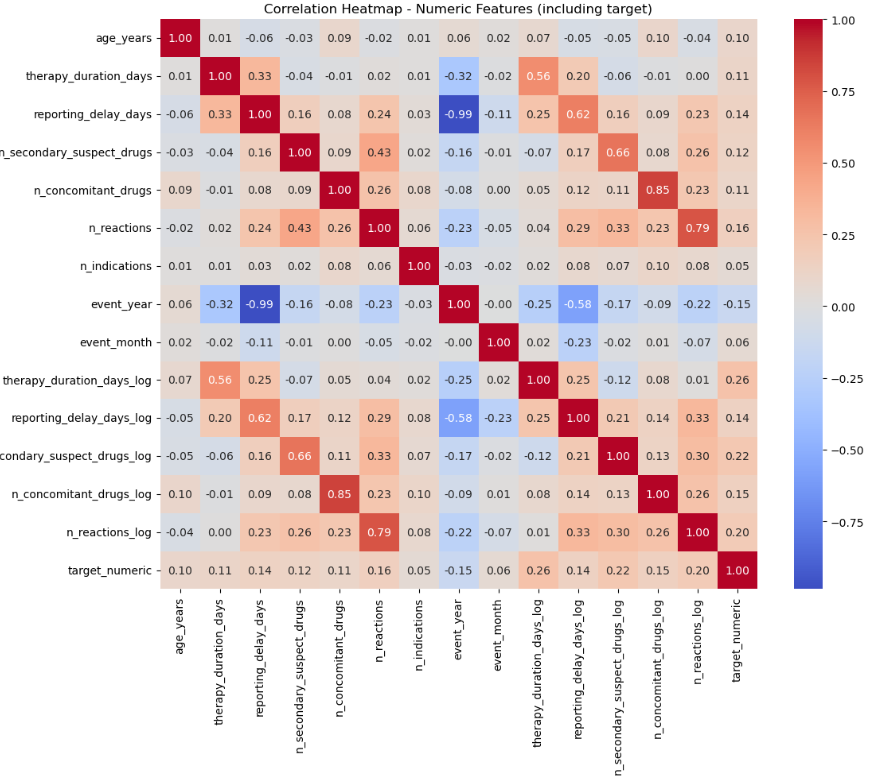 Correlation Heatmap - Numeric Features (including target)
age_years 1.00 0.01 -0.06 -0.03 0.09 -0.02 0.01 0.06 0.02 0.07 -0.05 -0.05 0.10 -0.04 0.10
therapy_duration_days 0.01 1.00 0.33 -0.04 -0.01 0.02 0.01 -0.32 -0.02 0.56 0.20 -0.06 -0.01 0.00 0.11
reporting_delay_days -0.06 0.33 1.00 0.16 0.08 0.24 0.03 -0.99 -0.11 0.25 0.62 0.16 0.09 0.23 0.14
n_secondary_suspect_drugs -0.03 -0.04 0.16 1.00 0.09 0.43 0.02 -0.16 -0.01 -0.07 0.17 0.66 0.08 0.26 0.12
n_concomitant_drugs 0.09 -0.01 0.08 0.09 1.00 0.26 0.08 -0.08 0.00 0.05 0.12 0.11 0.85 0.23 0.11
n_reactions -0.02 0.02 0.24 0.43 0.26 1.00 0.06 -0.23 -0.05 0.04 0.29 0.33 0.23 0.79 0.16
n_indications 0.01 0.01 0.03 0.02 0.08 0.06 1.00 -0.03 -0.02 0.02 0.08 0.07 0.10 0.08 0.05
event_year 0.06 -0.32 -0.99 -0.16 -0.08 -0.23 -0.03 1.00 -0.00 -0.25 -0.58 -0.17 -0.09 -0.22 -0.15
event_month 0.02 -0.02 -0.11 -0.01 0.00 -0.05 -0.02 -0.00 1.00 0.02 -0.23 -0.02 0.01 -0.07 0.06
therapy_duration_days_log 0.07 0.56 0.25 -0.07 0.05 0.04 0.02 -0.25 0.02 1.00 0.25 -0.12 0.08 0.01 0.26
reporting_delay_days_log -0.05 0.20 0.62 0.17 0.12 0.29 0.08 -0.58 -0.23 0.25 1.00 0.21 0.14 0.33 0.14
condary_suspect_drugs_log -0.05 -0.06 0.16 0.66 0.11 0.33 0.07 -0.17 -0.02 -0.12 0.21 1.00 0.13 0.30 0.22
n_concomitant_drugs_log 0.10 -0.01 0.09 0.08 0.85 0.23 0.10 -0.09 0.01 0.08 0.14 0.13 1.00 0.26 0.15
n_reactions_log -0.04 0.00 0.23 0.26 0.23 0.79 0.08 -0.22 -0.07 0.01 0.33 0.30 0.26 1.00 0.20
target_numeric 0.10 0.11 0.14 0.12 0.11 0.16 0.05 -0.15 0.06 0.26 0.14 0.22 0.15 0.20 1.00
age_years
therapy_duration_days
reporting_delay_days
n_secondary_suspect_drugs
n_concomitant_drugs
n_reactions
n_indications
event_year
event_month
therapy_duration_days_log
reporting_delay_days_log
n_secondary_suspect_drugs_log
n_concomitant_drugs_log
n_reactions_log
target_numeric
1.00
0.75
0.50
0.25
0.00
−0.25
−0.50
−0.75